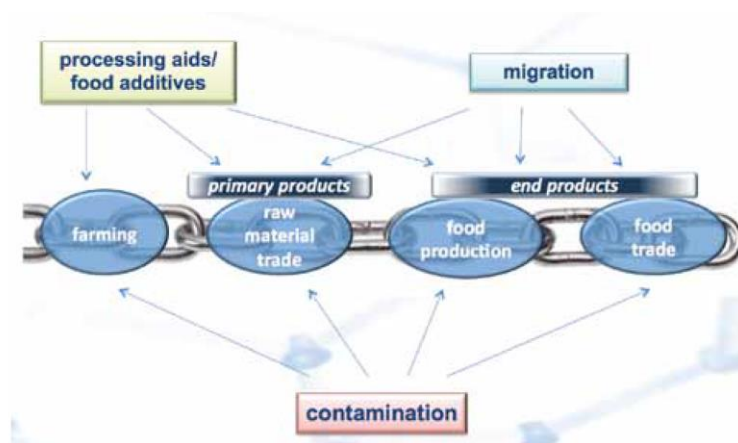 processing aids/
food additives
migration
primary products
end products
farming
raw
material
trade
food
production
food
trade
contamination